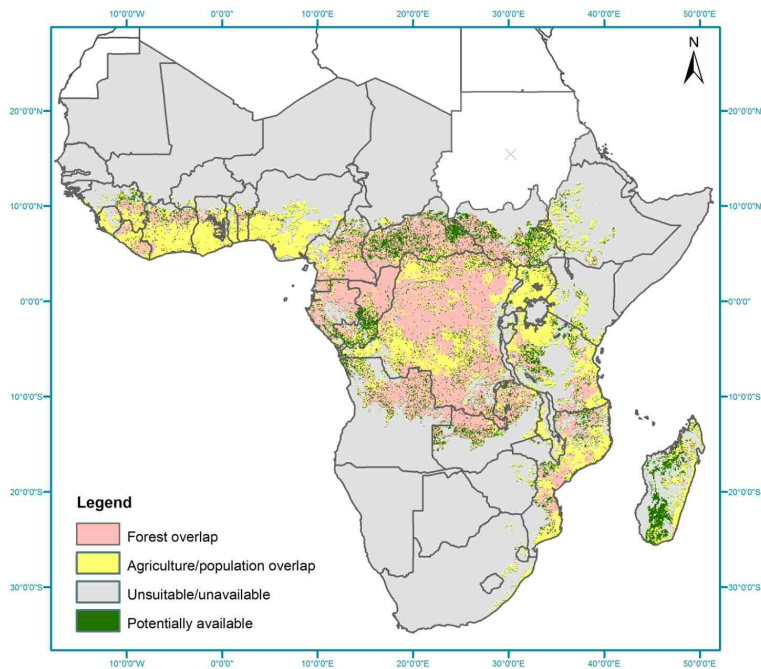 10°0'0"W 0°0'0" 10°0'0"E 20°0'0"E 30°0'0"E 40°0'0"E 50°0'0"E
N
20°0'0"N 20°0'0"N
10°0'0"N 10°0'0"N
0°0'0" 0°0'0"
10°0'0"S 10°0'0"S
20°0'0"S 20°0'0"S
Legend
Forest overlap
Agriculture/population overlap
30°0'0"S Unsuitable/unavailable 30°0'0"S
Potentially available
10°0'0"W 0°0'0" 10°0'0"E 20°0'0"E 30°0'0"E 40°0'0"E 50°0'0"E